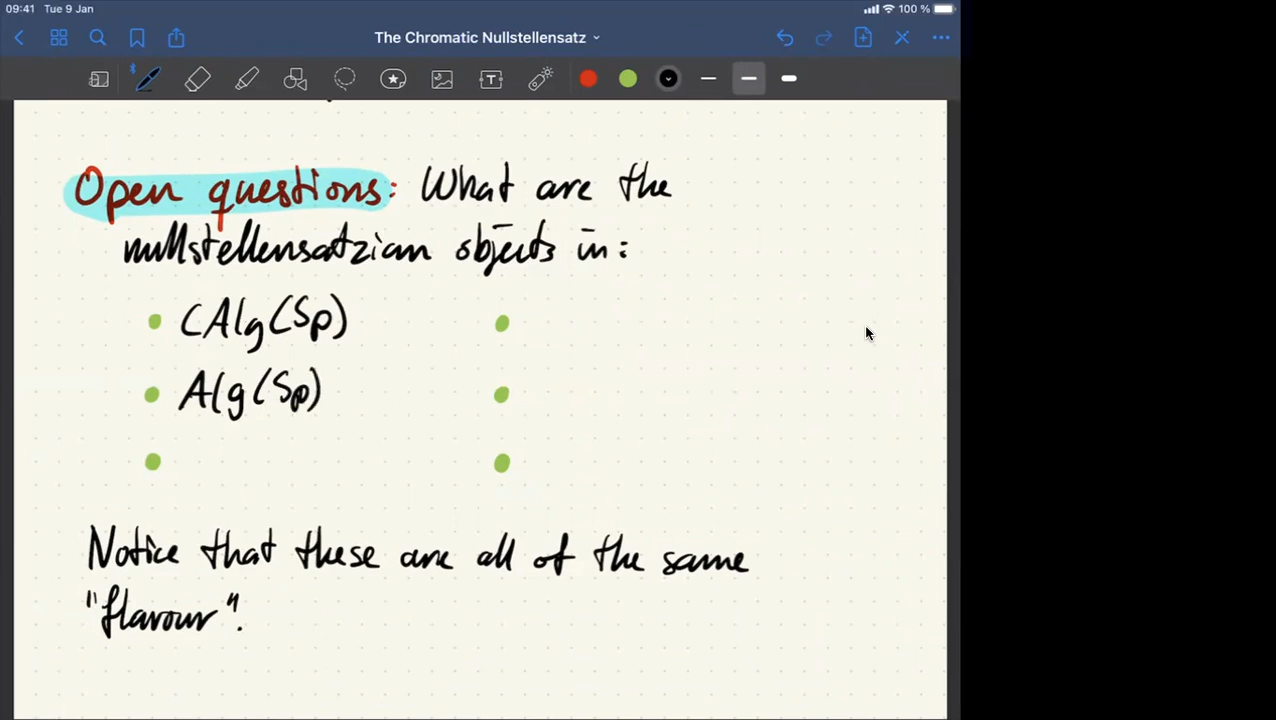 09:41 Tue 9 Jan 100 %
The Chromatic Nullstellensatz
Open questions: What are the
nullstellensatzian objects in:
• CAlg(Sp) •
• Alg(Sp) •
• •
Notice that these are all of the same
"flavour".